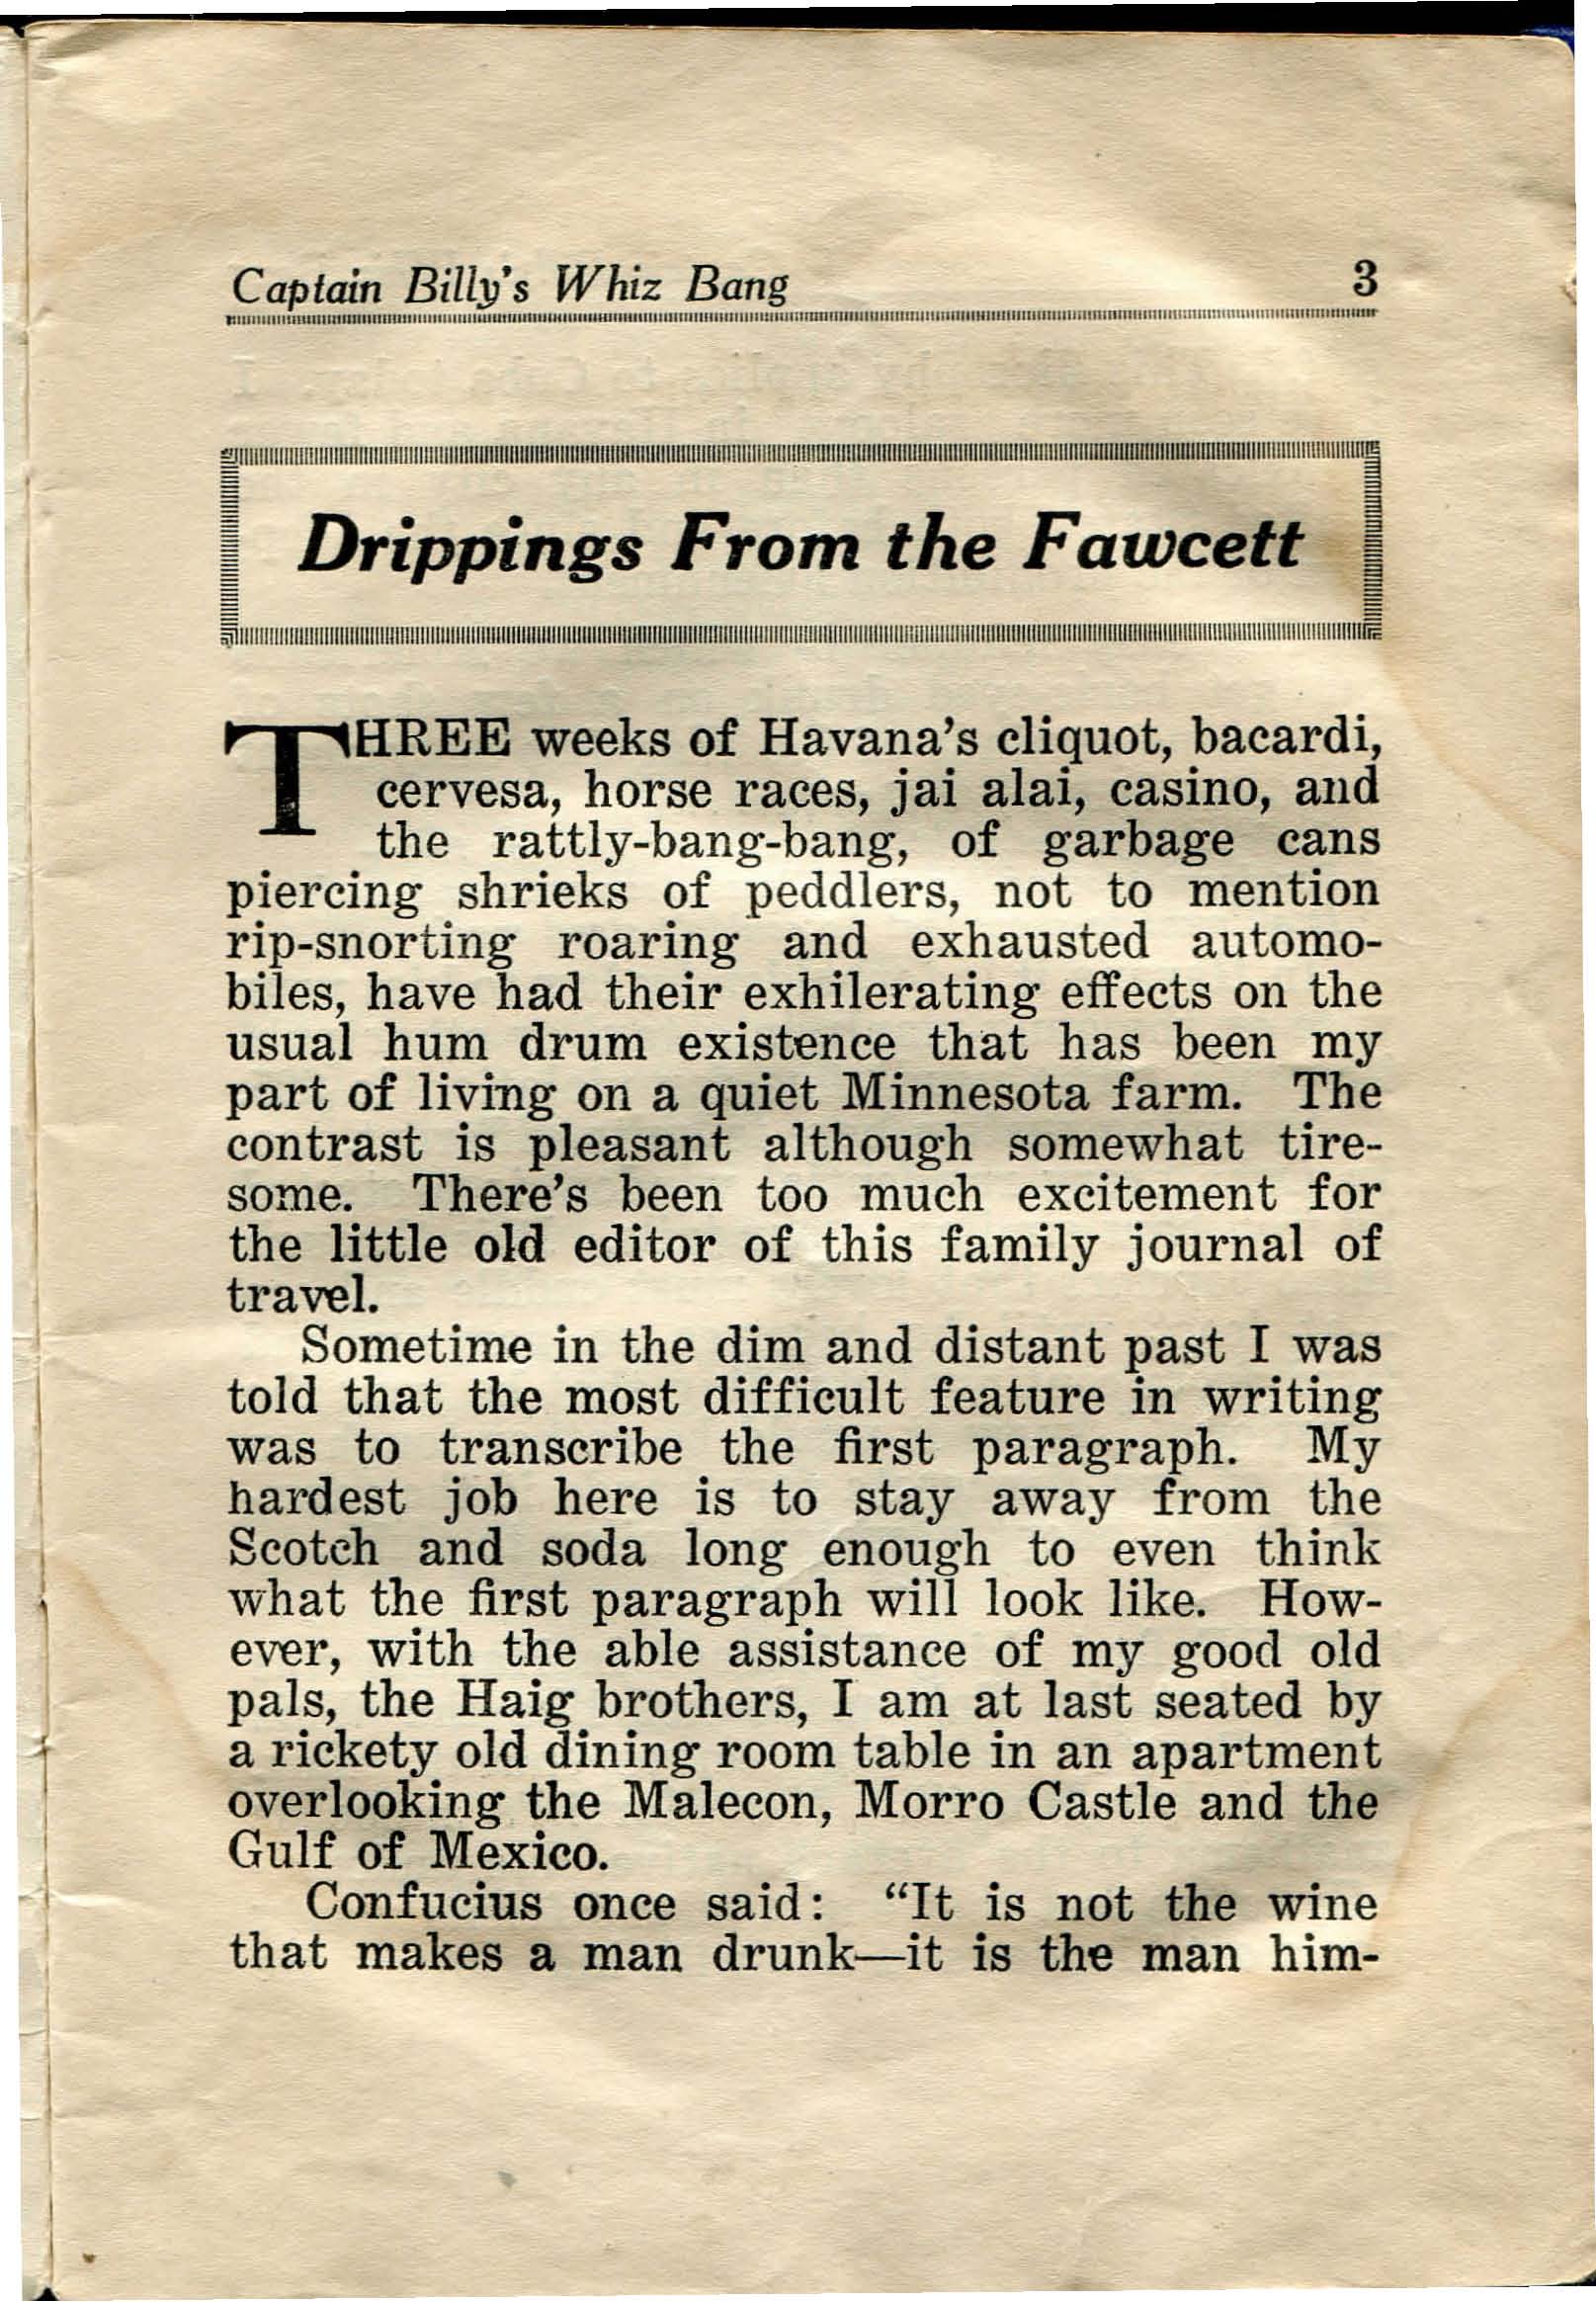 Captain Billy's Whiz Bang 3
Drippings From the Fawcett
THREE weeks of Havana's cliquot, bacardi,
cervesa, horse races, jai alai, casino, and
the rattly-bang-bang, of garbage cans
piercing shrieks of peddlers, not to mention
rip-snorting roaring and exhausted automo-
biles, have had their exhilerating effects on the
usual hum drum existence that has been my
part of living on a quiet Minnesota farm. The
contrast is pleasant although somewhat tire-
some. There's been too much excitement for
the little old editor of this family journal of
travel.
Sometime in the dim and distant past I was
told that the most difficult feature in writing
was to transcribe the first paragraph. My
hardest job here is to stay away from the
Scotch and soda long enough to even think
what the first paragraph will look like. How-
ever, with the able assistance of my good old
pals, the Haig brothers, I am at last seated by
a rickety old dining room table in an apartment
overlooking the Malecon, Morro Castle and the
Gulf of Mexico.
Confucius once said: "It is not the wine
that makes a man drunk—it is the man him-